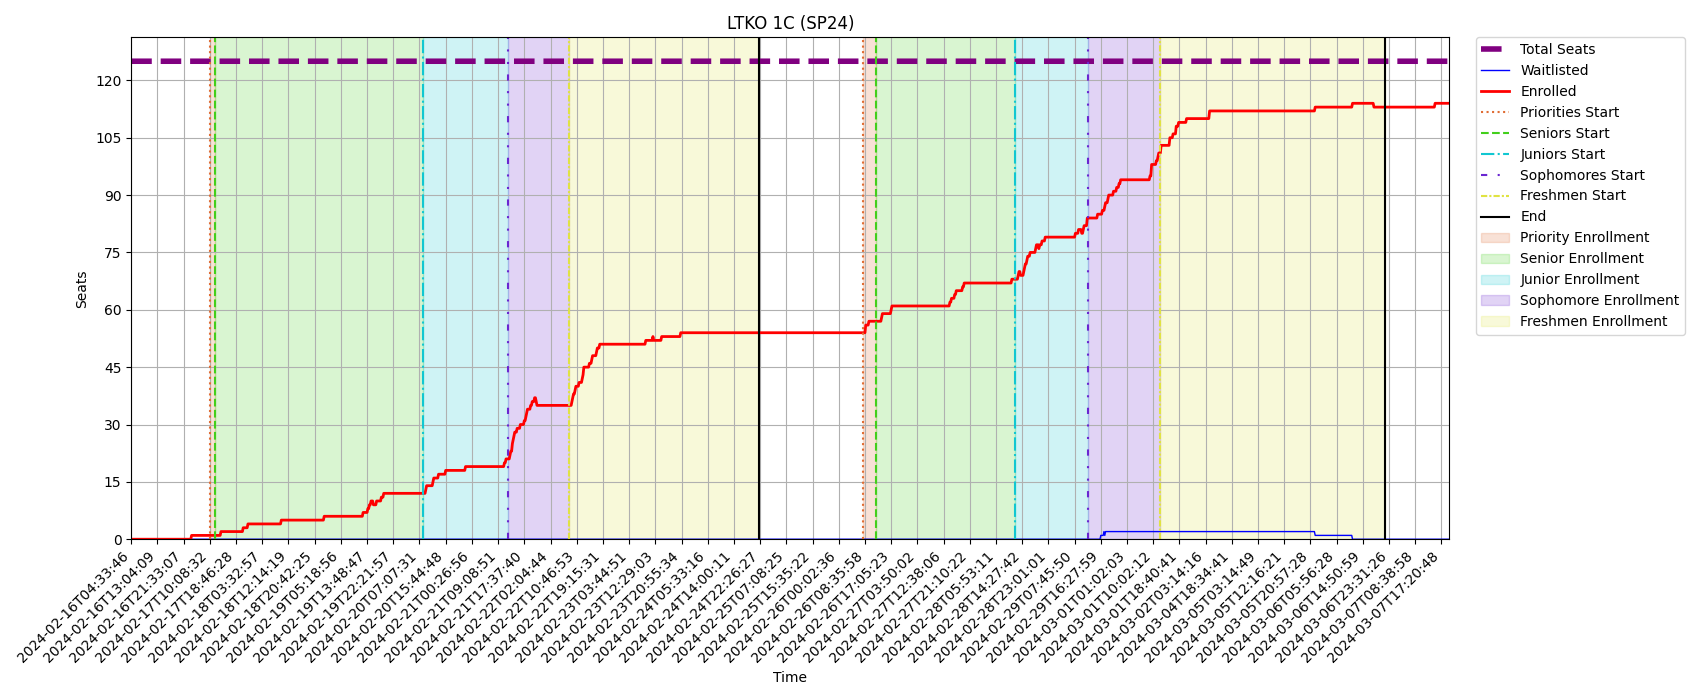 LTKO 1C (SP24)
Total Seats
Waitlisted
Enrolled
Priorities Start
Seniors Start
Juniors Start
Sophomores Start
Freshmen Start
End
Priority Enrollment
Senior Enrollment
Junior Enrollment
Sophomore Enrollment
Freshmen Enrollment
Seats
120
105
90
75
60
45
30
15
0
2024-02-16T04:33:46
2024-02-16T13:04:09
2024-02-16T21:33:07
2024-02-17T10:08:32
2024-02-17T18:46:28
2024-02-18T03:32:57
2024-02-18T12:14:19
2024-02-18T20:42:25
2024-02-19T05:18:56
2024-02-19T13:48:47
2024-02-19T22:21:57
2024-02-20T07:07:31
2024-02-20T15:44:48
2024-02-21T00:26:56
2024-02-21T09:08:51
2024-02-21T17:37:40
2024-02-22T02:04:44
2024-02-22T10:46:53
2024-02-22T19:15:31
2024-02-23T03:44:51
2024-02-23T12:29:03
2024-02-23T20:55:34
2024-02-24T05:33:16
2024-02-24T14:00:11
2024-02-24T22:26:27
2024-02-25T07:08:25
2024-02-25T15:35:22
2024-02-26T00:02:36
2024-02-26T08:35:58
2024-02-26T17:05:23
2024-02-27T03:50:02
2024-02-27T12:38:06
2024-02-27T21:10:22
2024-02-28T05:53:11
2024-02-28T14:27:42
2024-02-28T23:01:01
2024-02-29T07:45:50
2024-02-29T16:27:59
2024-03-01T01:02:03
2024-03-01T10:02:12
2024-03-01T18:40:41
2024-03-02T03:14:16
2024-03-04T18:34:41
2024-03-05T03:14:49
2024-03-05T12:16:21
2024-03-05T20:57:28
2024-03-06T05:56:28
2024-03-06T14:50:59
2024-03-06T23:31:26
2024-03-07T08:38:58
2024-03-07T17:20:48
Time